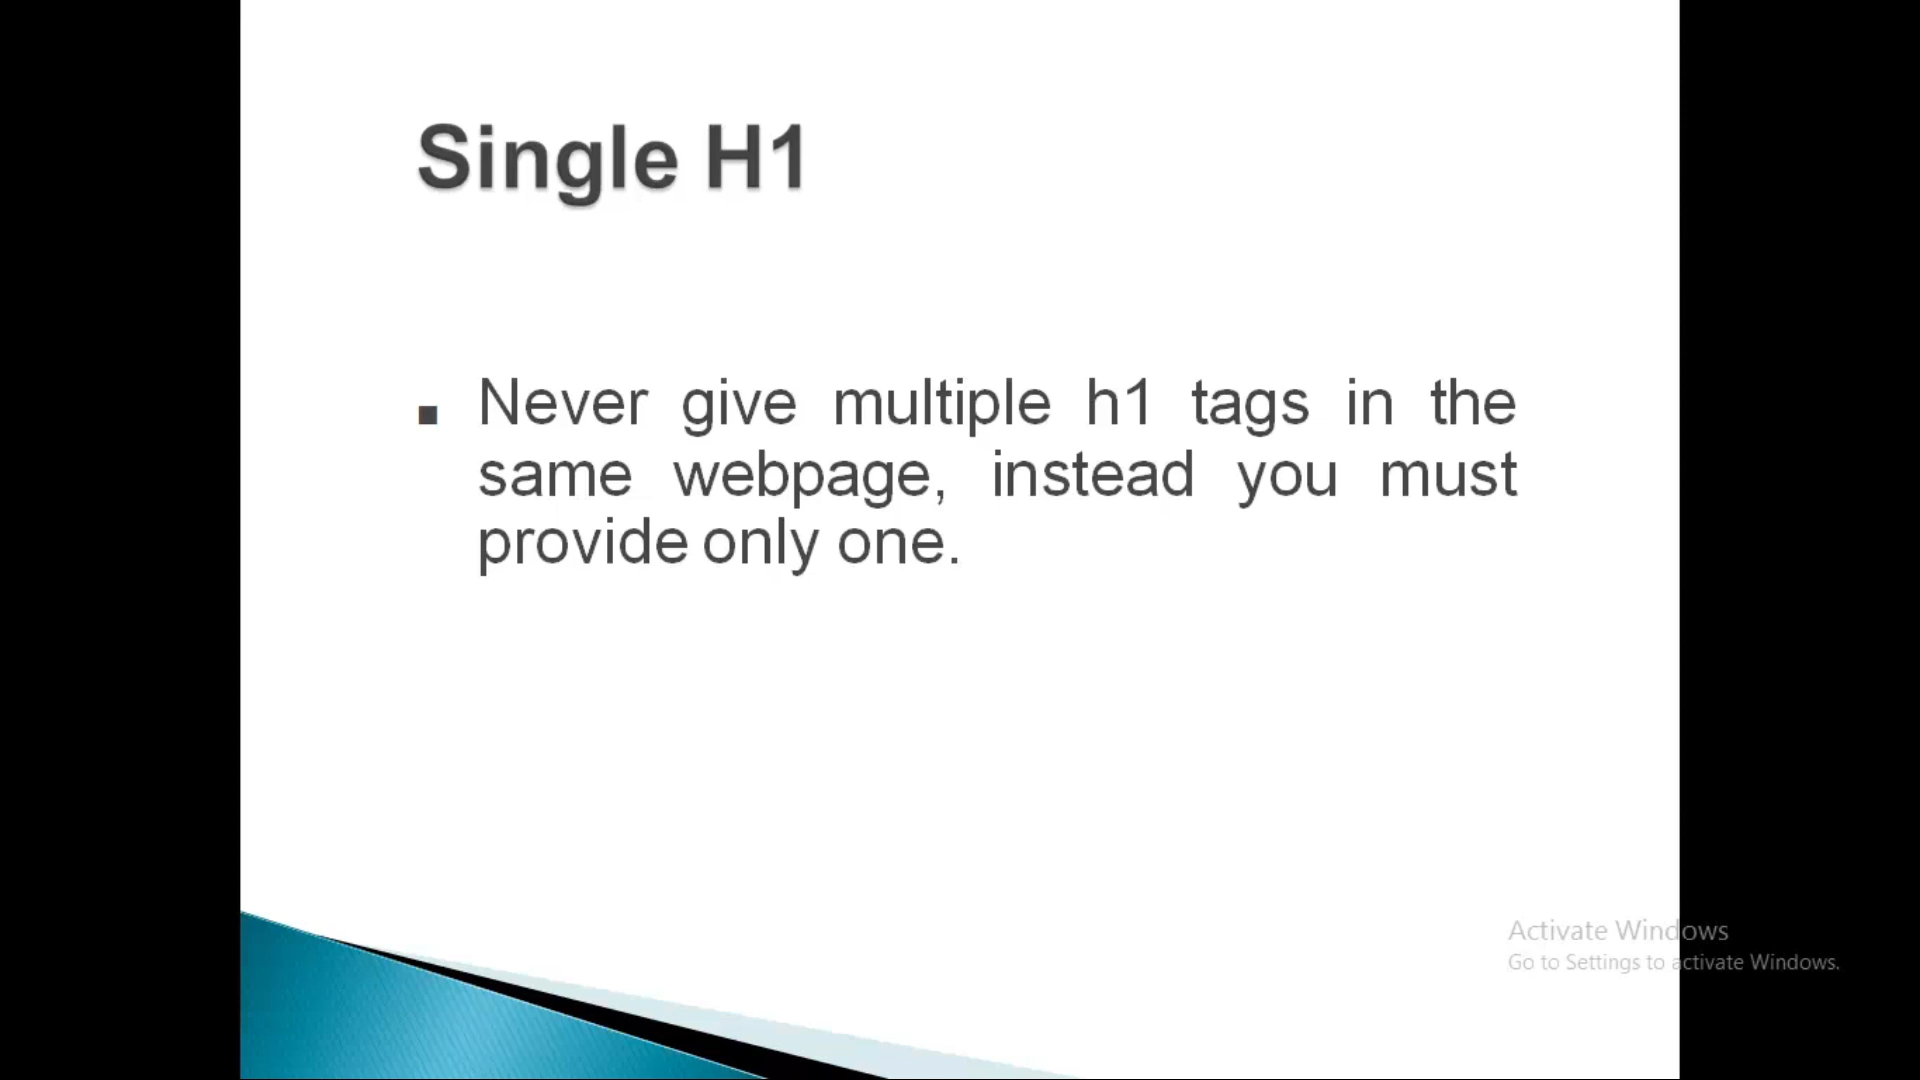 Single H1
Never give multiple h1 tags in the
same webpage, instead you must
provide only one.
Activate Windows
Go to Settings to activate Windows.